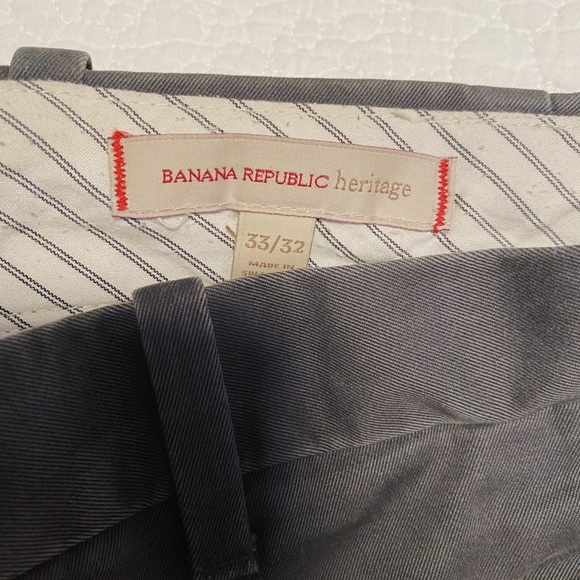 BANANA REPUBLIC heritage
33/32
MADE IN